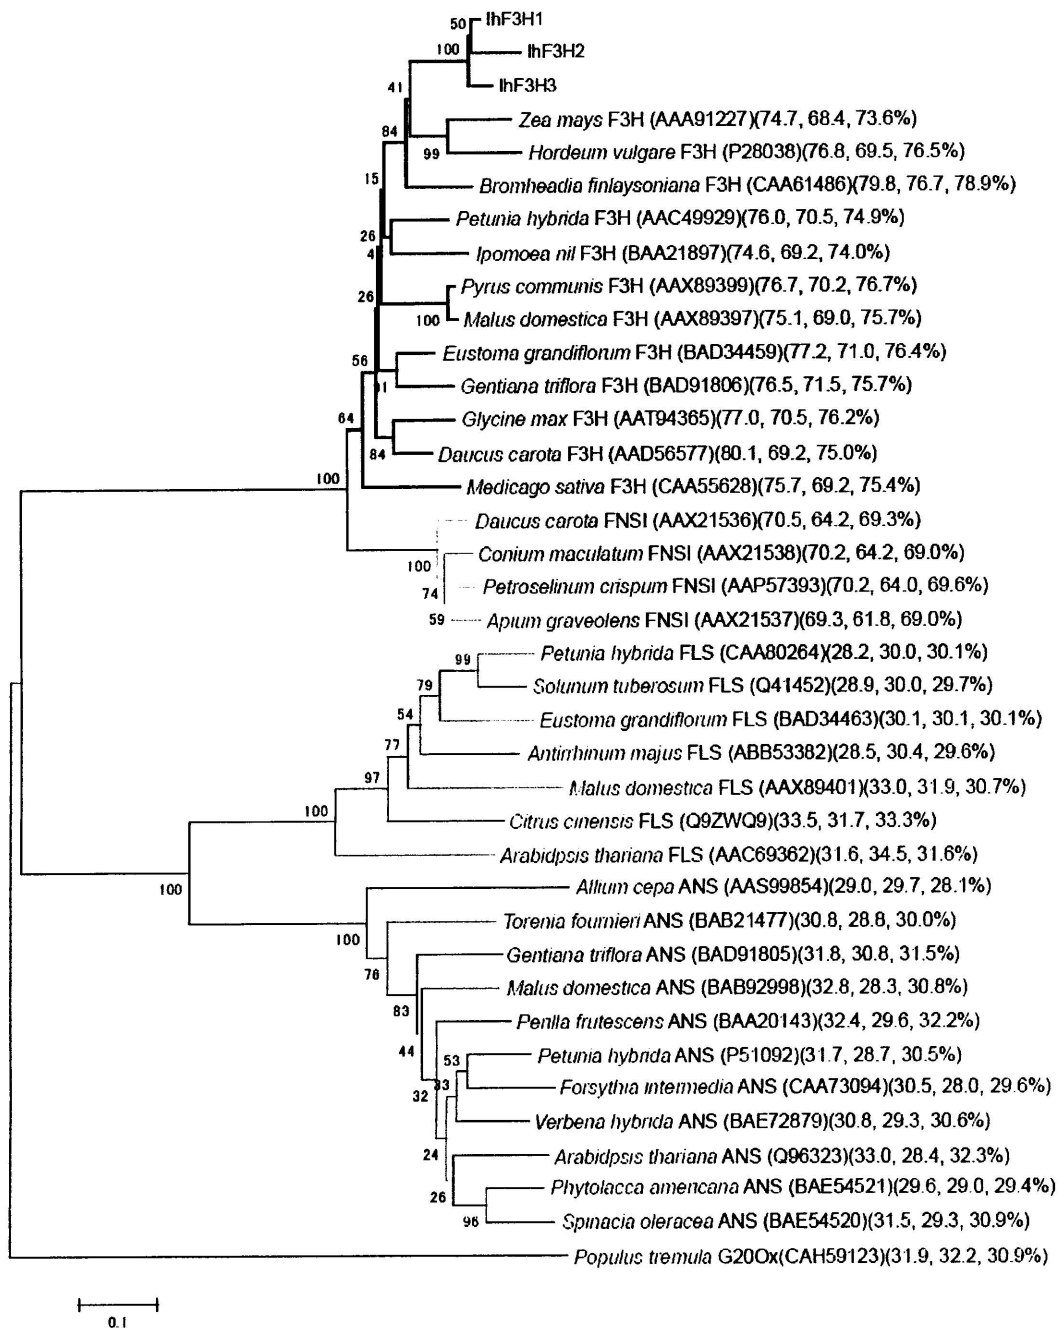 50 IhF3H1
IhF3H2
100
IhF3H3
41
Zea mays F3H (AAA91227)(74.7, 68.4, 73.6%)
84
99 Hordeum vulgare F3H (P28038)(76.8, 69.5, 76.5%)
15
Bromheadia finlaysoniana F3H (CAA61486)(79.8, 76.7, 78.9%)
Petunia hybrida F3H (AAC49929)(76.0, 70.5, 74.9%)
26
4 Ipomoea nil F3H (BAA21897)(74.6, 69.2, 74.0%)
Pyrus communis F3H (AAX89399)(76.7, 70.2, 76.7%)
26
100 Malus domestica F3H (AAX89397)(75.1, 69.0, 75.7%)
Eustoma grandiflorum F3H (BAD34459)(77.2, 71.0, 76.4%)
56
Gentiana triflora F3H (BAD91806)(76.5, 71.5, 75.7%)
64 Glycine max F3H (AAT94365)(77.0, 70.5, 76.2%)
84 Daucus carota F3H (AAD56577)(80.1, 69.2, 75.0%)
100 Medicago sativa F3H (CAA55628)(75.7, 69.2, 75.4%)
Daucus carota FNSI (AAX21536)(70.5, 64.2, 69.3%)
Conium maculatum FNSI (AAX21538)(70.2, 64.2, 69.0%)
100
74 Petroselinum crispum FNSI (AAP57393)(70.2, 64.0, 69.6%)
59 Apium graveolens FNSI (AAX21537)(69.3, 61.8, 69.0%)
99 Petunia hybrida FLS (CAA80264)(28.2, 30.0, 30.1%)
79 Solunum tuberosum FLS (Q41452)(28.9, 30.0, 29.7%)
54 Eustoma grandiflorum FLS (BAD34463)(30.1, 30.1, 30.1%)
77 Antirrhinum majus FLS (ABB53382)(28.5, 30.4, 29.6%)
97 Malus domestica FLS (AAX89401)(33.0, 31.9, 30.7%)
100 Citrus cinensis FLS (Q9ZWQ9)(33.5, 31.7, 33.3%)
Arabidpsis thariana FLS (AAC69362)(31.6, 34.5, 31.6%)
100 Allium cepa ANS (AAS99854)(29.0, 29.7, 28.1%)
Torenia fournieri ANS (BAB21477)(30.8, 28.8, 30.0%)
100
Gentiana triflora ANS (BAD91805)(31.8, 30.8, 31.5%)
76
Malus domestica ANS (BAB92998)(32.8, 28.3, 30.8%)
83
Perilla frutescens ANS (BAA20143)(32.4, 29.6, 32.2%)
44 53 Petunia hybrida ANS (P51092)(31.7, 28.7, 30.5%)
32 33 Forsythia intermedia ANS (CAA73094)(30.5, 28.0, 29.6%)
Verbena hybrida ANS (BAE72879)(30.8, 29.3, 30.6%)
24 Arabidpsis thariana ANS (Q96323)(33.0, 28.4, 32.3%)
26 Phytolacca americana ANS (BAE54521)(29.6, 29.0, 29.4%)
96 Spinacia oleracea ANS (BAE54520)(31.5, 29.3, 30.9%)
Populus tremula G20Ox(CAH59123)(31.9, 32.2, 30.9%)
0.1